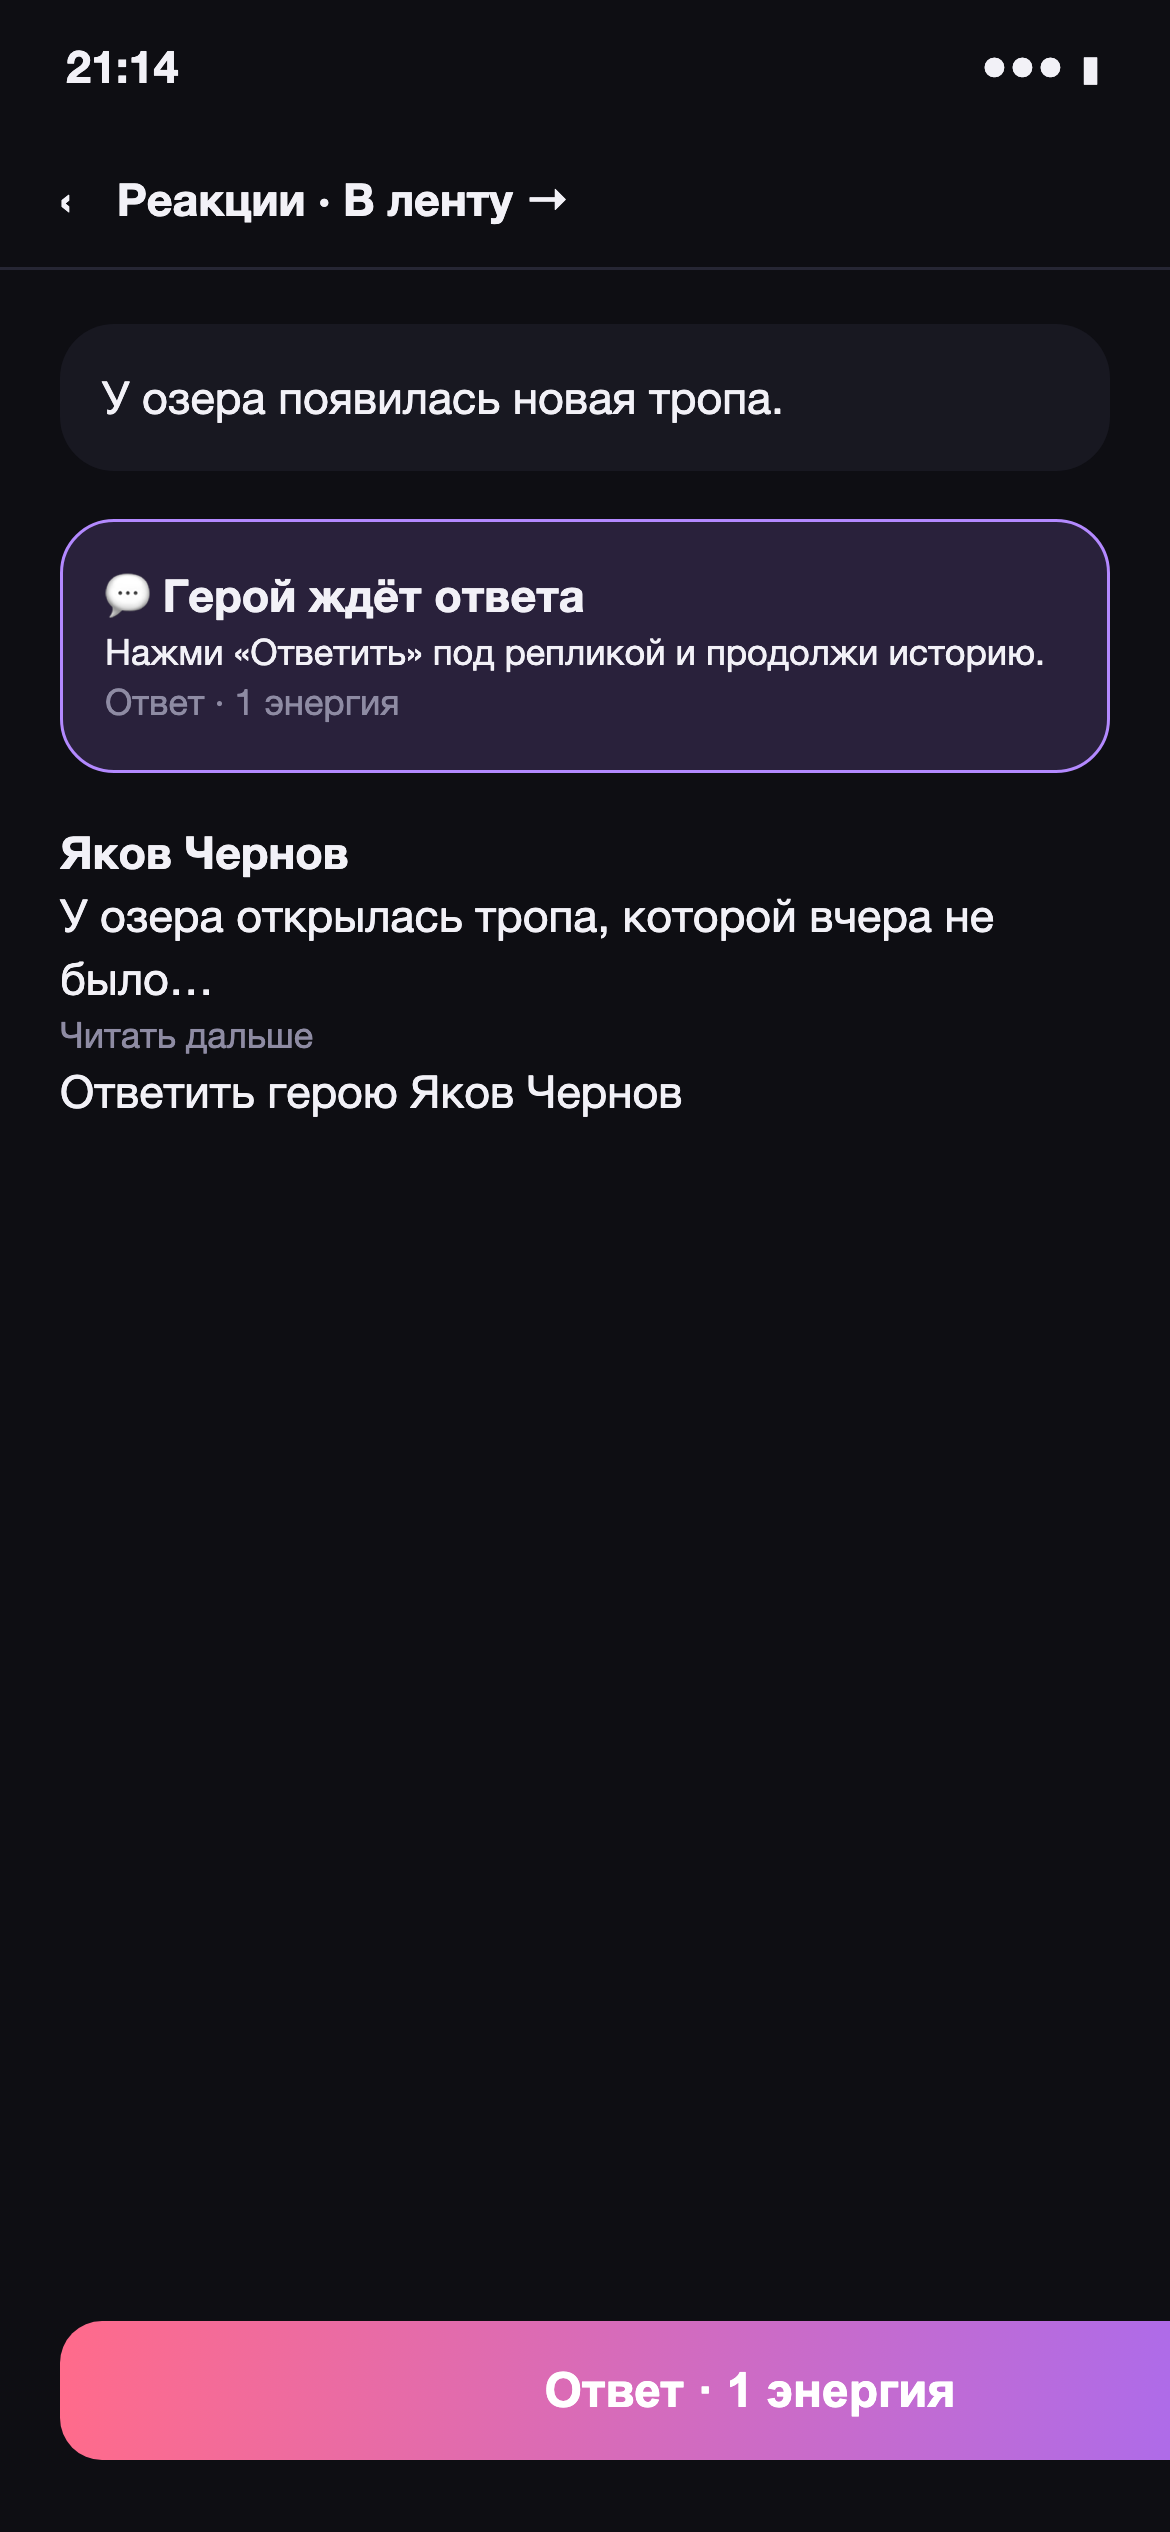 21:14
‹ Реакции · В ленту →
У озера появилась новая тропа.
💬 Герой ждёт ответа
Нажми «Ответить» под репликой и продолжи историю.
Ответ · 1 энергия
Яков Чернов
У озера открылась тропа, которой вчера не
было…
Читать дальше
Ответить герою Яков Чернов
Ответ · 1 энергия